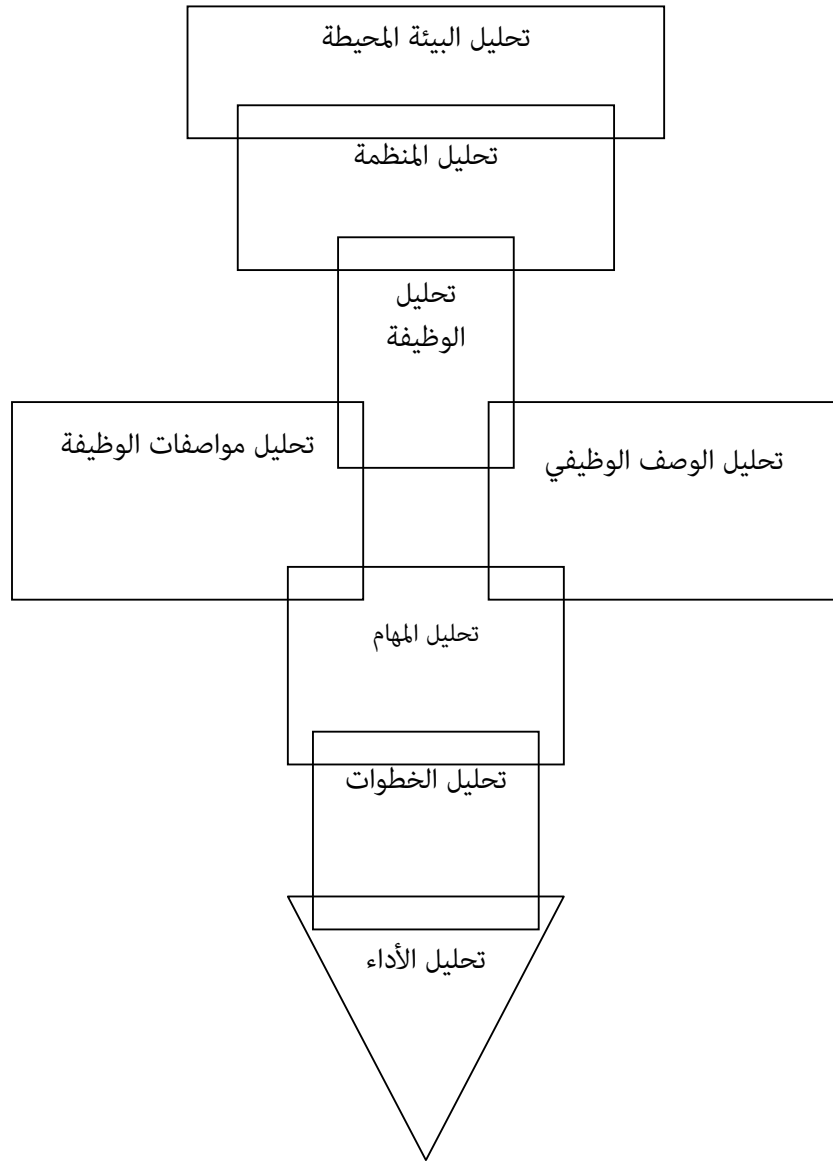 تحليل البيئة المحيطة
تحليل المنظمة
تحليل
الوظيفة
تحليل مواصفات الوظيفة
تحليل الوصف الوظيفي
تحليل المهام
تحليل الخطوات
تحليل الأداء